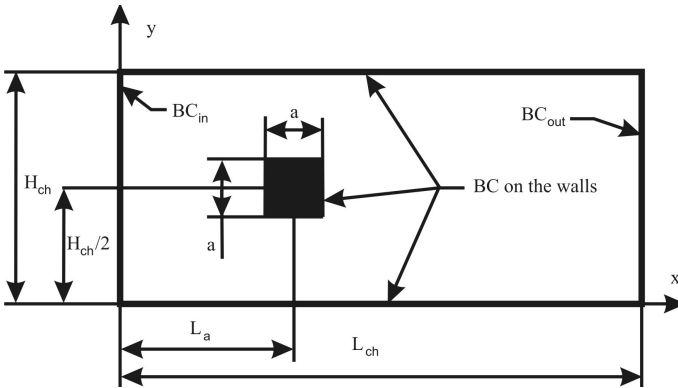 y
BC_in
a
BC_out
H_ch
BC on the walls
H_ch/2
a
x
L_a
L_ch